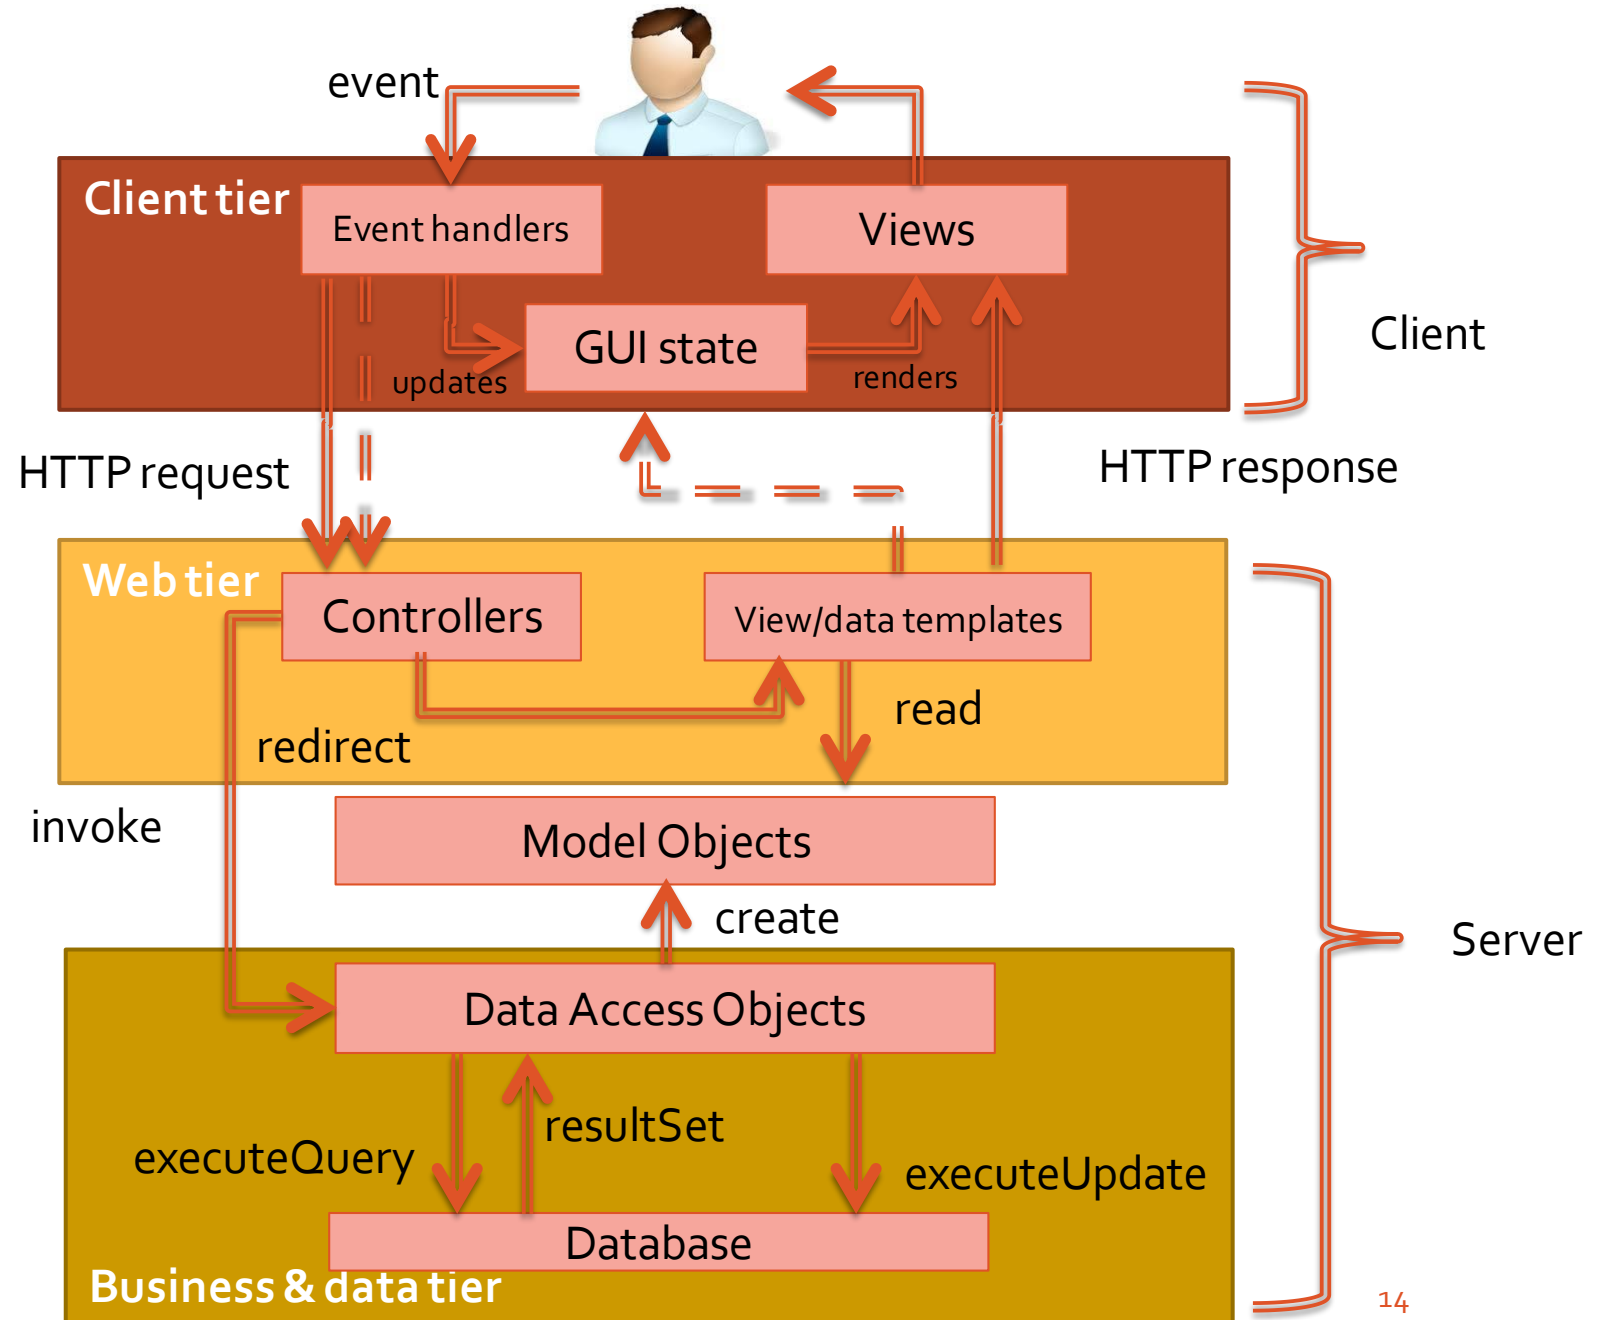 event
Client tier
Event handlers
Views
GUI state
updates
renders
Client
HTTP request
HTTP response
Web tier
Controllers
View/data templates
read
redirect
invoke
Model Objects
create
Server
Data Access Objects
resultSet
executeQuery
executeUpdate
Database
Business & data tier
14